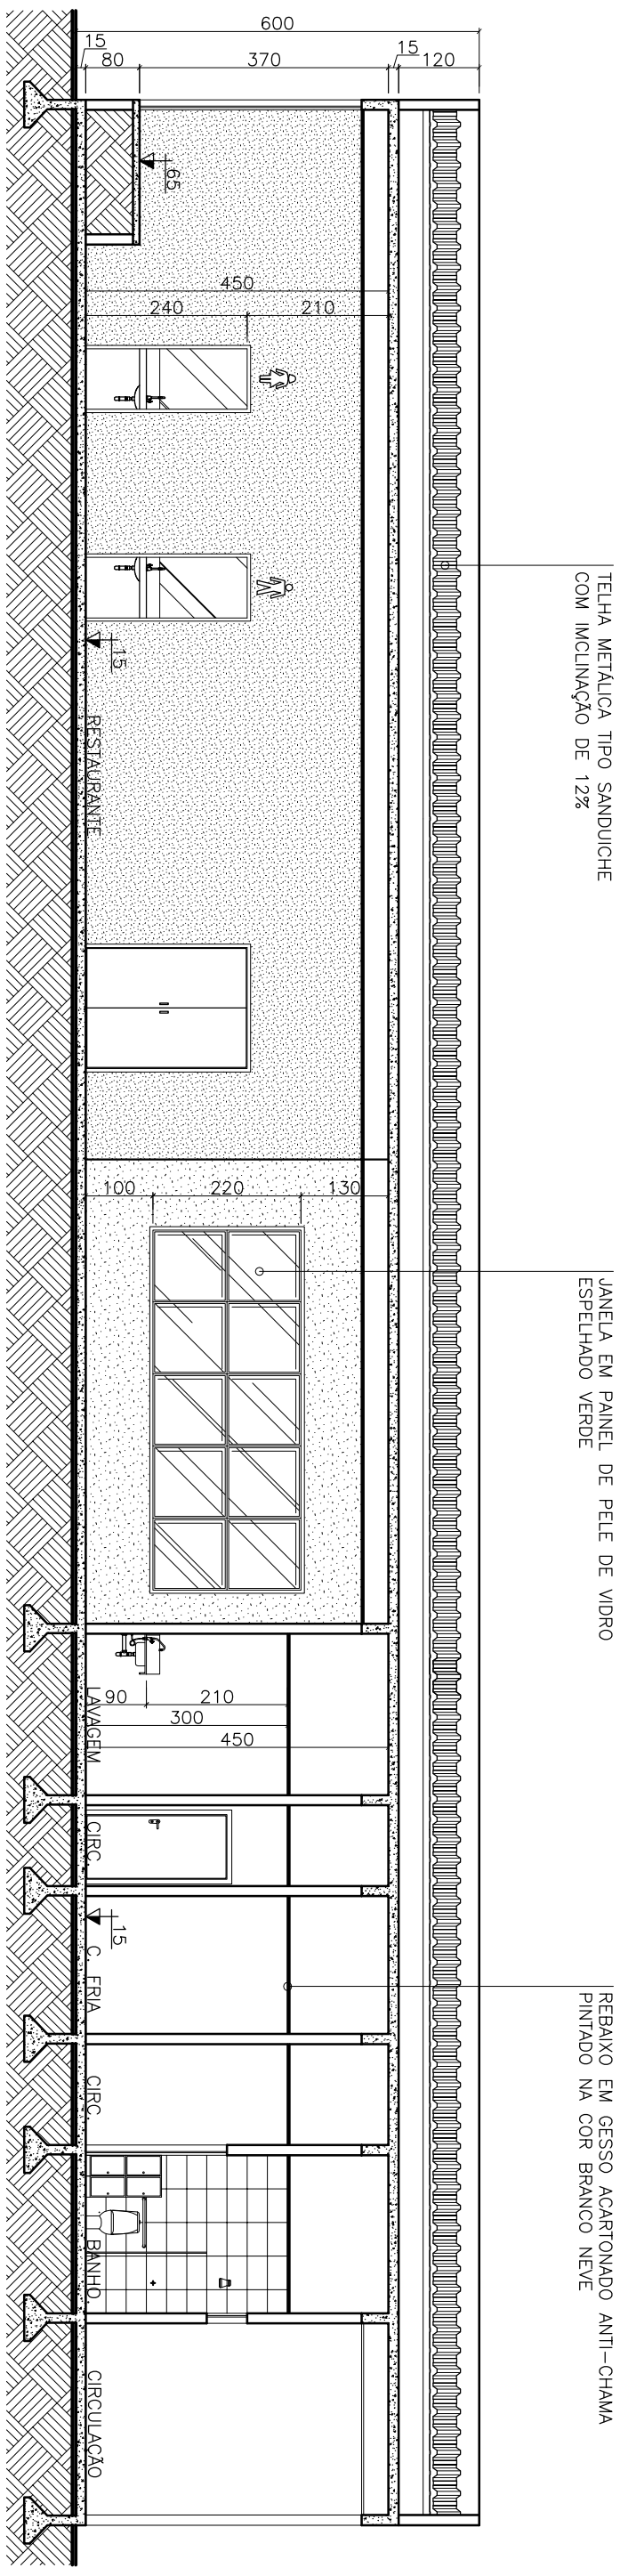 TELHA METÁLICA TIPO SANDUICHE
COM IMCLINAÇÃO DE 12%
JANELA EM PAINEL DE PELE DE VIDRO
ESPELHADO VERDE
REBAIXO EM GESSO ACARTONADO ANTI-CHAMA
PINTADO NA COR BRANCO NEVE
600
15
80
370
15
120
65
450
240
210
15
RESTAURANTE
100
220
130
90
210
300
450
LAVAGEM
CIRC.
15
C. FRIA
CIRC.
BANHO
CIRCULAÇÃO